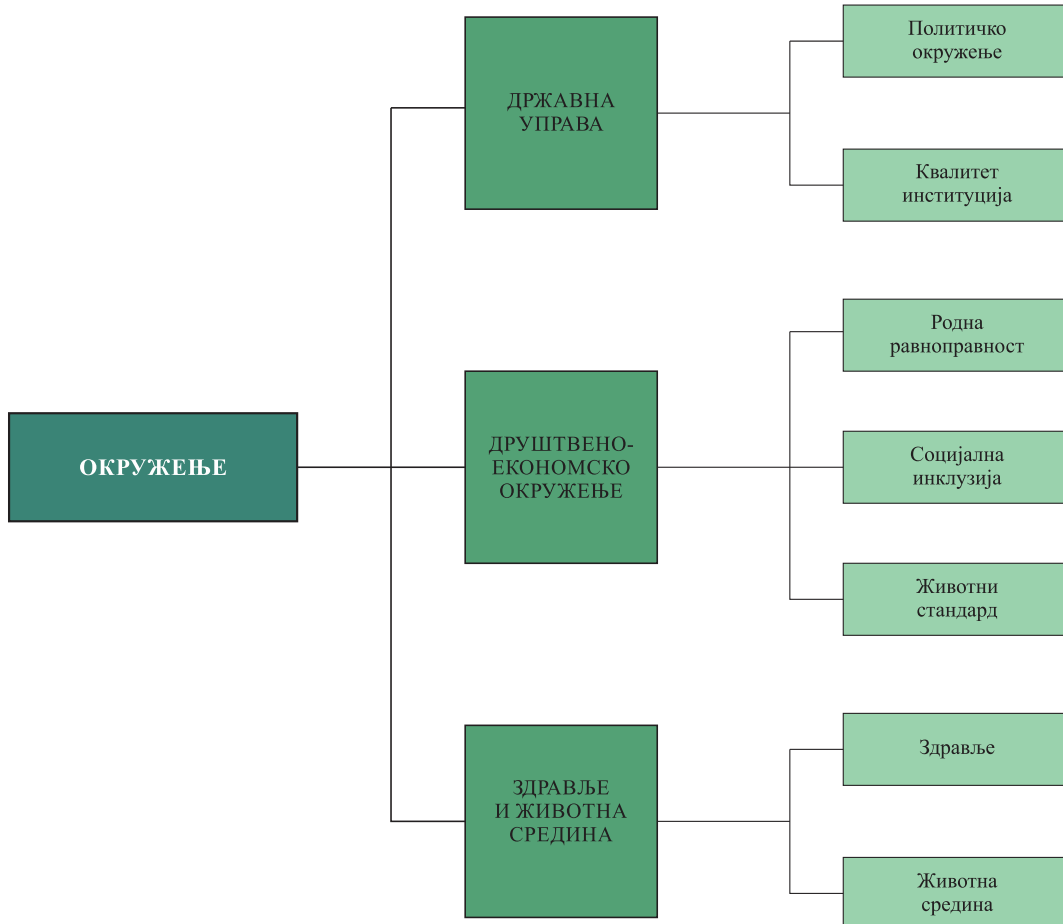 ОКРУЖЕЊЕ
ДРЖАВНА
УПРАВА
Политичко
окружење
Квалитет
институција
ДРУШТВЕНО-
ЕКОНОМСКО
ОКРУЖЕЊЕ
Родна
равноправност
Социјална
инклузија
Животни
стандард
ЗДРАВЉЕ
И ЖИВОТНА
СРЕДИНА
Здравље
Животна
средина